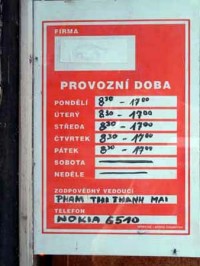 FIRMA
PROVOZNÍ DOBA
PONDĚLÍ 8³⁰ - 17⁰⁰
ÚTERÝ 8³⁰ - 17⁰⁰
STŘEDA 8³⁰ - 17⁰⁰
ČTVRTEK 8³⁰ - 17⁰⁰
PÁTEK 8³⁰ - 17⁰⁰
SOBOTA
NEDĚLE
ZODPOVĚDNÝ VEDOUCÍ
PHAM THI THANH MAI
TELEFON
NOKIA 6510